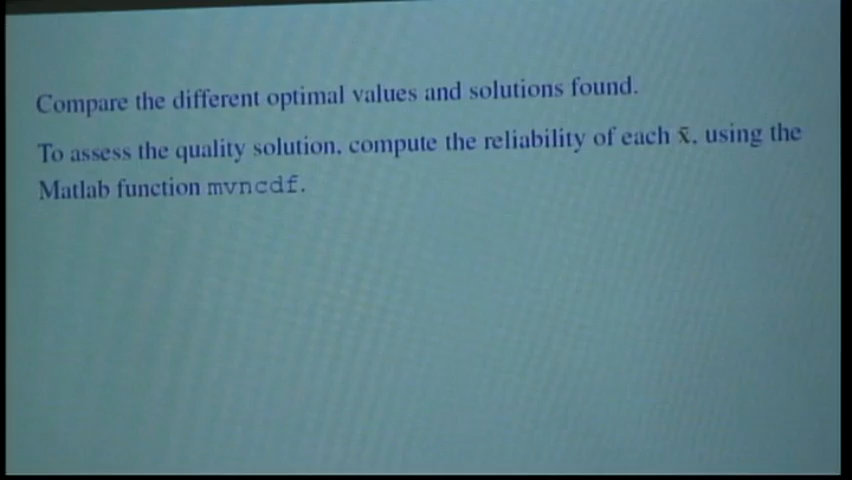 Compare the different optimal values and solutions found.
To assess the quality solution, compute the reliability of each x̄, using the
Matlab function mvncdf.